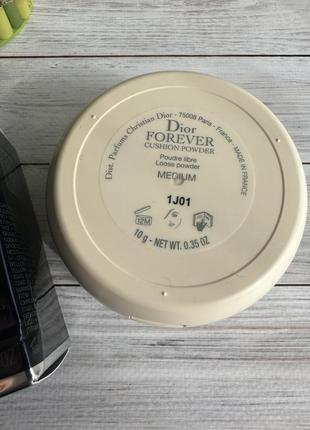 Dist. Parfums Christian Dior - 75008 Paris - France - MADE IN FRANCE
Dior
FOREVER
CUSHION POWDER
Poudre libre
Loose powder
MEDIUM
1J01
12M
10 g - NET WT. 0.35 OZ